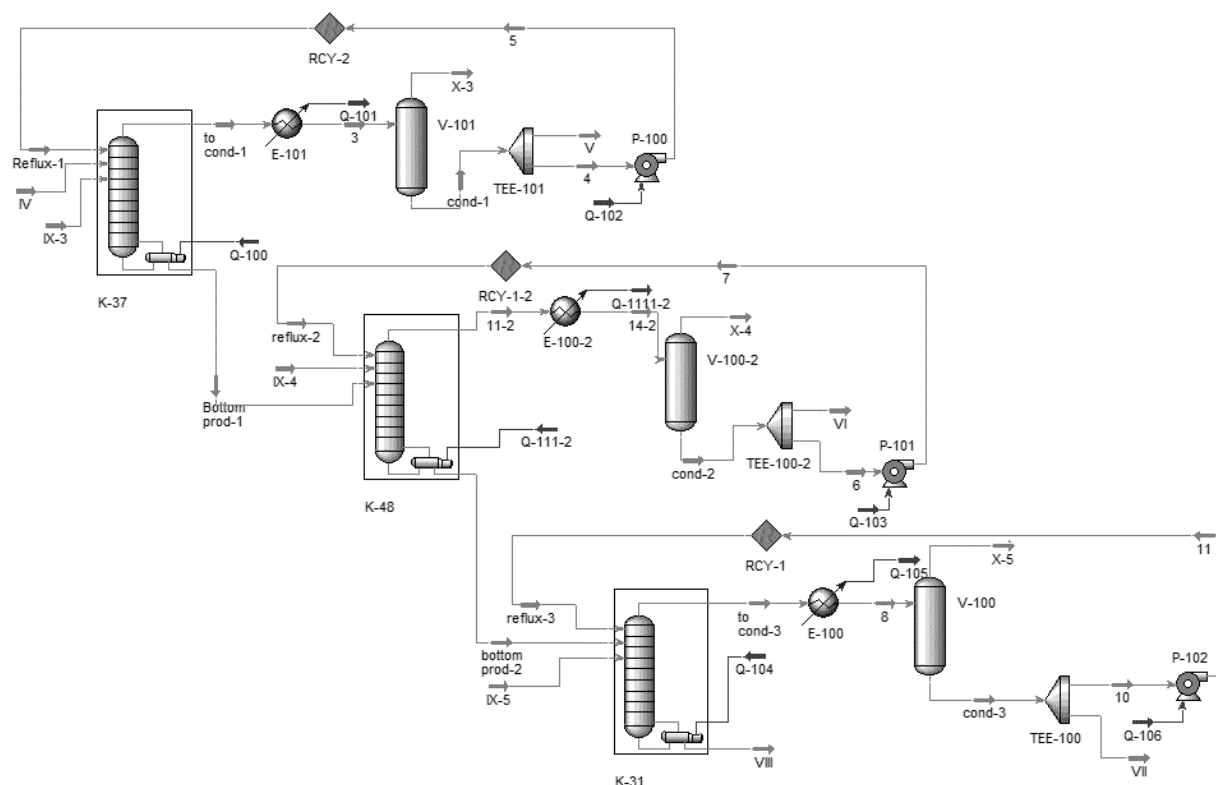 5
RCY-2
X-3
Q-101
V-101
to
cond-1
E-101
3
V
P-100
Reflux-1
TEE-101
4
IV
cond-1
Q-102
IX-3
Q-100
K-37
7
RCY-1-2
Q-1111-2
X-4
reflux-2
11-2
E-100-2
14-2
V-100-2
IX-4
Bottom
prod-1
VI
Q-111-2
P-101
cond-2
TEE-100-2
6
K-48
Q-103
RCY-1
11
X-5
Q-105
V-100
reflux-3
to
cond-3
E-100
8
bottom
prod-2
Q-104
P-102
IX-5
10
cond-3
TEE-100
Q-106
VIII
VII
K-31